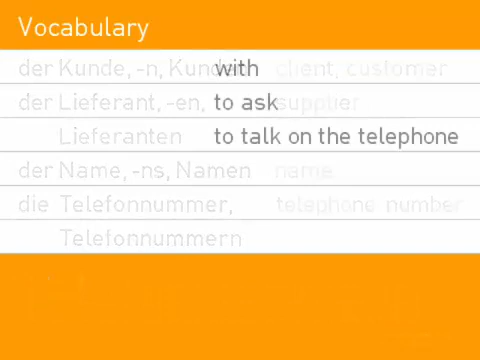 Vocabulary
der Kunde, -n, Kunden with client, customer
der Lieferant, -en, to ask supplier
Lieferanten to talk on the telephone
der Name, -ns, Namen name
die Telefonnummer, telephone number
Telefonnummern